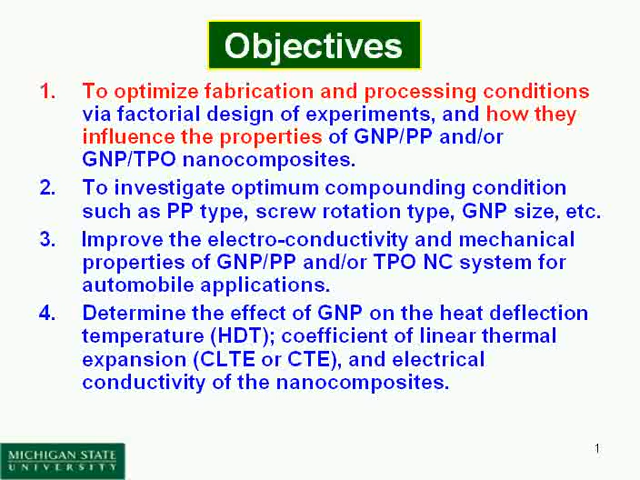 Objectives
1. To optimize fabrication and processing conditions
via factorial design of experiments, and how they
influence the properties of GNP/PP and/or
GNP/TPO nanocomposites.
2. To investigate optimum compounding condition
such as PP type, screw rotation type, GNP size, etc.
3. Improve the electro-conductivity and mechanical
properties of GNP/PP and/or TPO NC system for
automobile applications.
4. Determine the effect of GNP on the heat deflection
temperature (HDT); coefficient of linear thermal
expansion (CLTE or CTE), and electrical
conductivity of the nanocomposites.
1
MICHIGAN STATE
UNIVERSITY